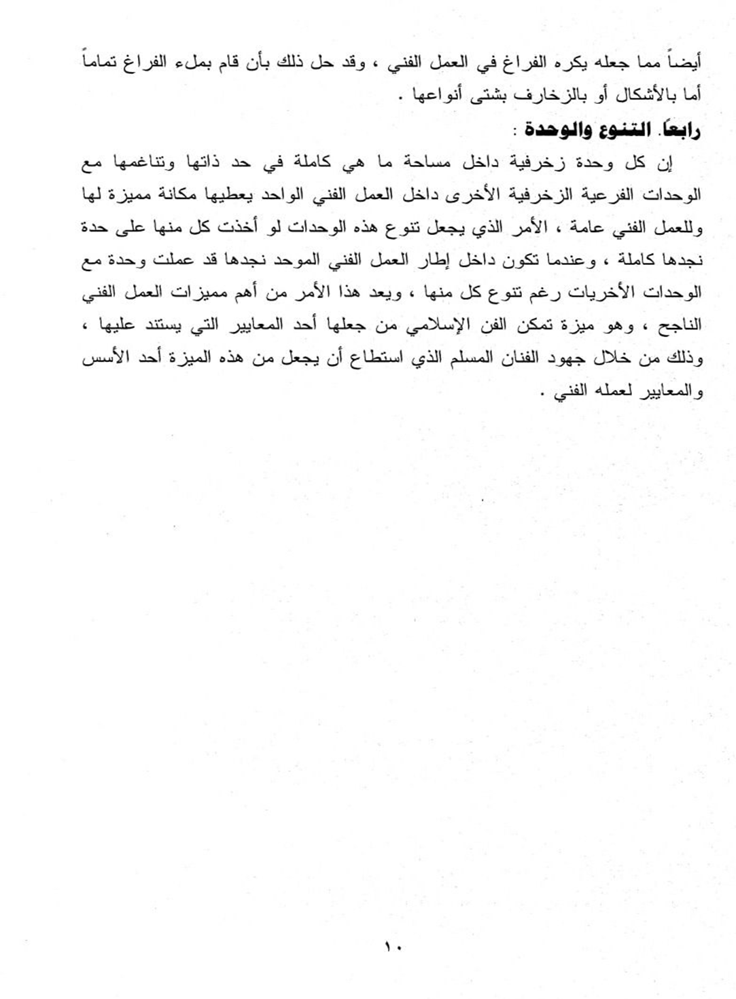 أيضاً مما جعله يكره الفراغ في العمل الفني ، وقد حل ذلك بأن قام بملء الفراغ تماماً
أما بالأشكال أو بالزخارف بشتى أنواعها .
رابعاً. التنوع والوحدة :
إن كل وحدة زخرفية داخل مساحة ما هي كاملة في حد ذاتها وتناغمها مع
الوحدات الفرعية الزخرفية الأخرى داخل العمل الفني الواحد يعطيها مكانة مميزة لها
وللعمل الفني عامة ، الأمر الذي يجعل تنوع هذه الوحدات لو أخذت كل منها على حدة
نجدها كاملة ، وعندما تكون داخل إطار العمل الفني الموحد نجدها قد عملت وحدة مع
الوحدات الأخريات رغم تنوع كل منها ، ويعد هذا الأمر من أهم مميزات العمل الفني
الناجح ، وهو ميزة تمكن الفن الإسلامي من جعلها أحد المعايير التي يستند عليها ،
وذلك من خلال جهود الفنان المسلم الذي استطاع أن يجعل من هذه الميزة أحد الأسس
والمعايير لعمله الفني .
١٠